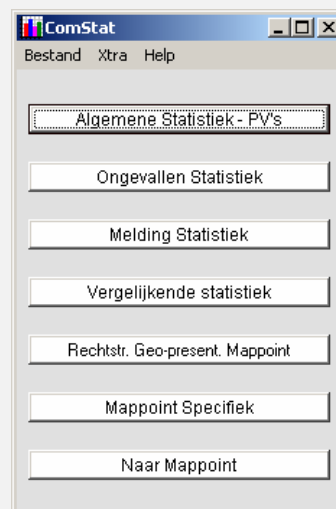 ComStat
Bestand Xtra Help
Algemene Statistiek - PV's
Ongevallen Statistiek
Melding Statistiek
Vergelijkende statistiek
Rechtstr. Geo-present. Mappoint
Mappoint Specifiek
Naar Mappoint